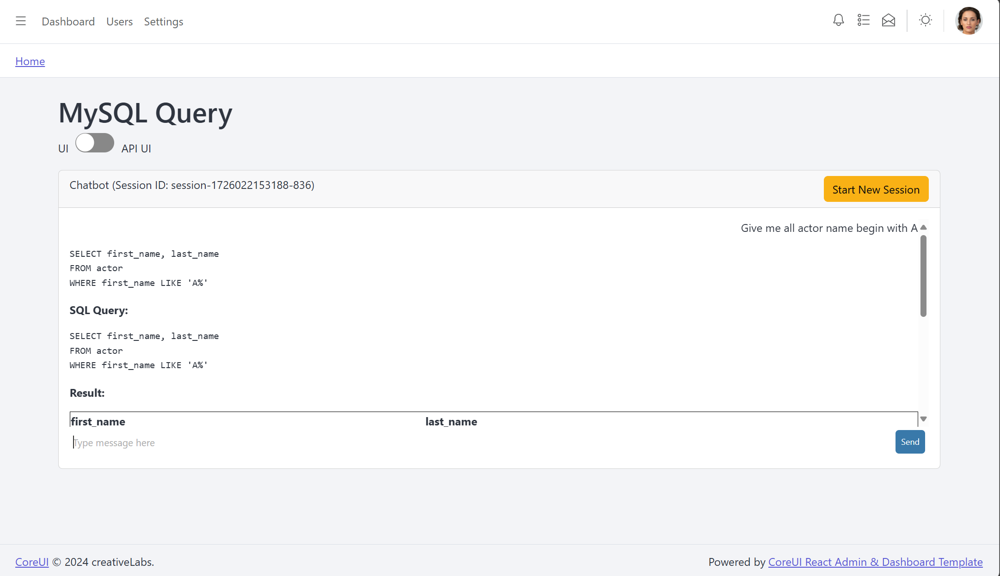 Dashboard Users Settings
Home
MySQL Query
UI API UI
Chatbot (Session ID: session-1726022153188-836)
Start New Session
Give me all actor name begin with A
SELECT first_name, last_name
FROM actor
WHERE first_name LIKE 'A%'
SQL Query:
SELECT first_name, last_name
FROM actor
WHERE first_name LIKE 'A%'
Result:
first_name last_name
Type message here
Send
CoreUI © 2024 creativeLabs.
Powered by CoreUI React Admin & Dashboard Template